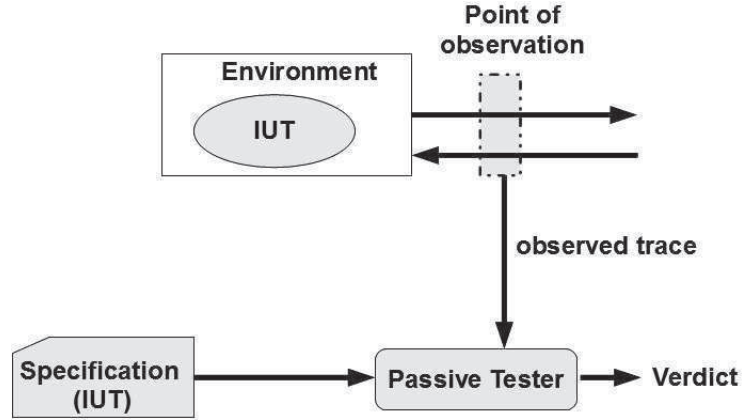 Point of
observation
Environment
IUT
observed trace
Specification
(IUT)
Passive Tester
Verdict